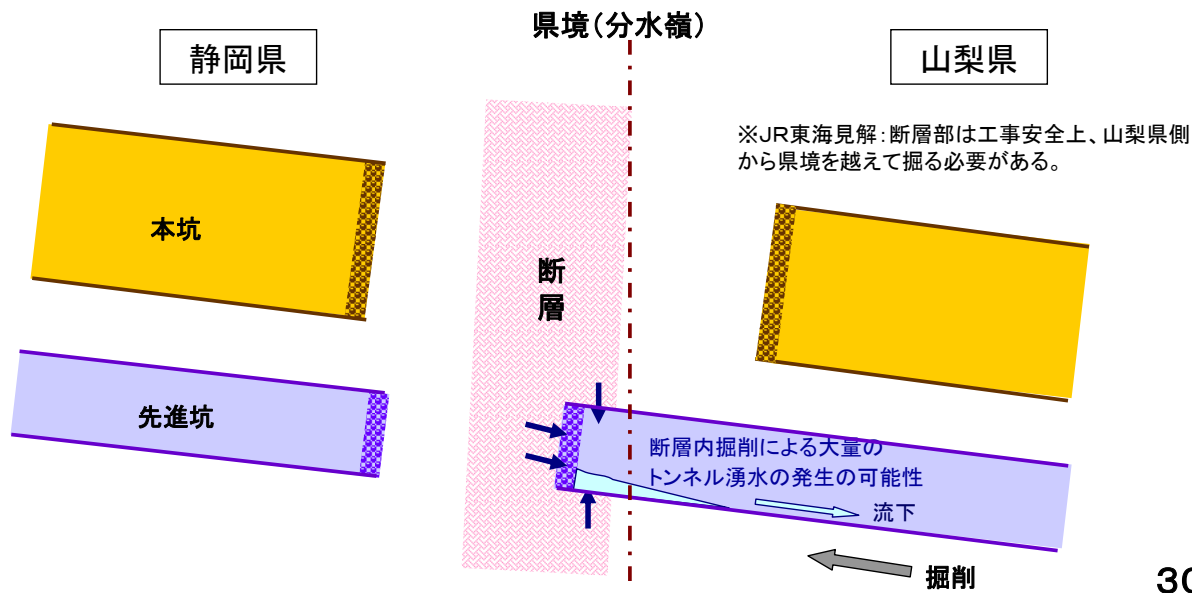 県境(分水嶺)
静岡県
山梨県
※JR東海見解:断層部は工事安全上、山梨県側
から県境を越えて掘る必要がある。
本坑
断層
先進坑
断層内掘削による大量の
トンネル湧水の発生の可能性
流下
掘削
30